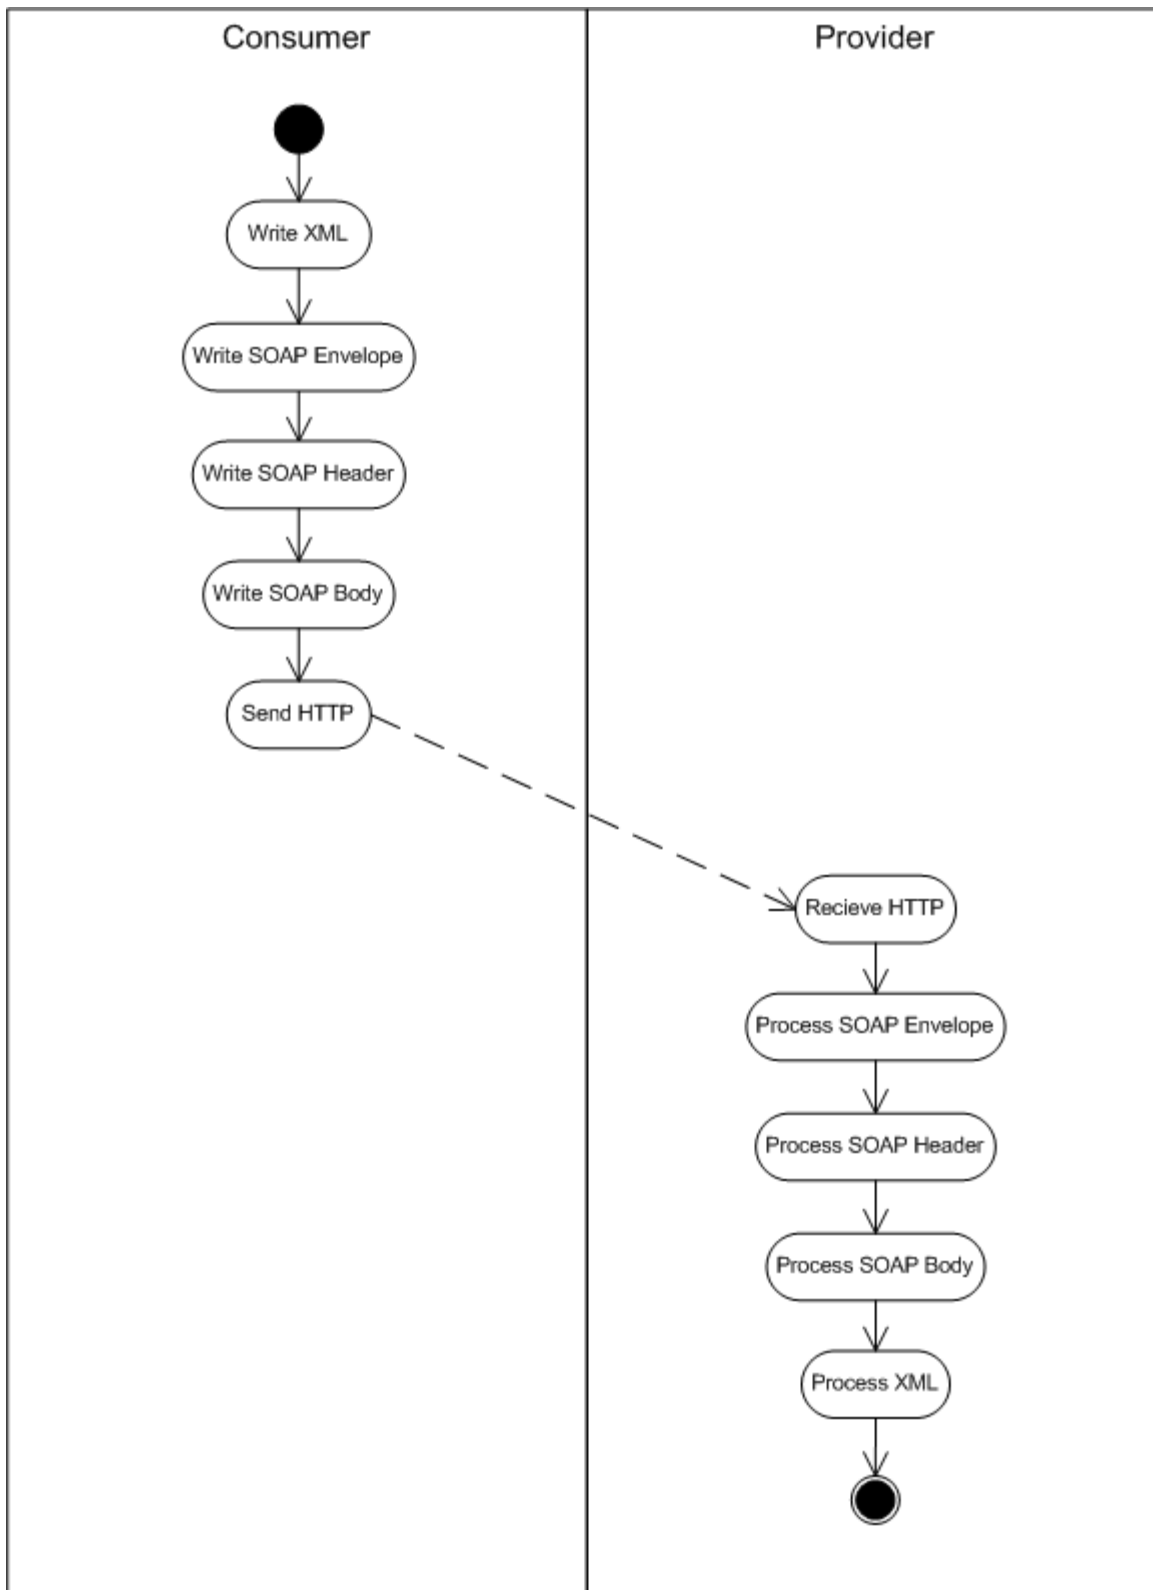 Consumer
Provider
Write XML
Write SOAP Envelope
Write SOAP Header
Write SOAP Body
Send HTTP
Recieve HTTP
Process SOAP Envelope
Process SOAP Header
Process SOAP Body
Process XML